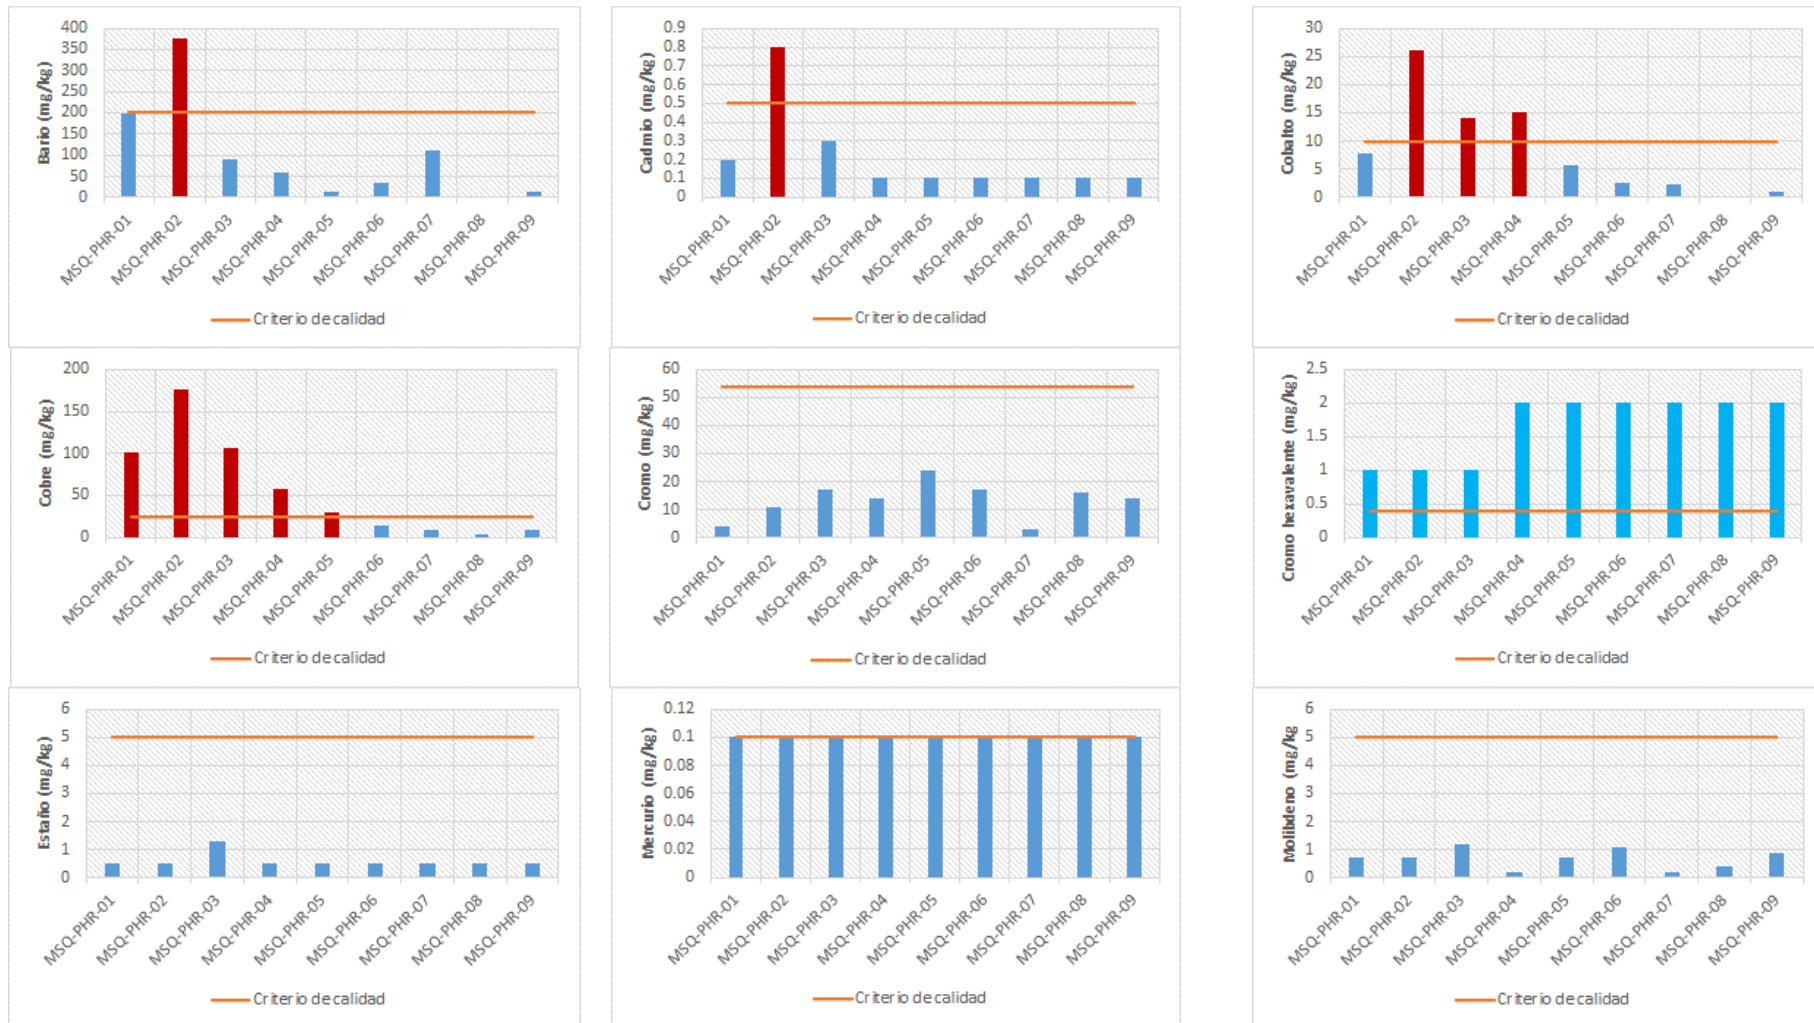 Bario (mg/kg)
400
350
300
250
200
150
100
50
0
MSQ-PHR-01
MSQ-PHR-02
MSQ-PHR-03
MSQ-PHR-04
MSQ-PHR-05
MSQ-PHR-06
MSQ-PHR-07
MSQ-PHR-08
MSQ-PHR-09
Criterio de calidad
Cadmio (mg/kg)
0.9
0.8
0.7
0.6
0.5
0.4
0.3
0.2
0.1
0
MSQ-PHR-01
MSQ-PHR-02
MSQ-PHR-03
MSQ-PHR-04
MSQ-PHR-05
MSQ-PHR-06
MSQ-PHR-07
MSQ-PHR-08
MSQ-PHR-09
Criterio de calidad
Cobalto (mg/kg)
30
25
20
15
10
5
0
MSQ-PHR-01
MSQ-PHR-02
MSQ-PHR-03
MSQ-PHR-04
MSQ-PHR-05
MSQ-PHR-06
MSQ-PHR-07
MSQ-PHR-08
MSQ-PHR-09
Criterio de calidad
Cobre (mg/kg)
200
150
100
50
0
MSQ-PHR-01
MSQ-PHR-02
MSQ-PHR-03
MSQ-PHR-04
MSQ-PHR-05
MSQ-PHR-06
MSQ-PHR-07
MSQ-PHR-08
MSQ-PHR-09
Criterio de calidad
Cromo (mg/kg)
60
50
40
30
20
10
0
MSQ-PHR-01
MSQ-PHR-02
MSQ-PHR-03
MSQ-PHR-04
MSQ-PHR-05
MSQ-PHR-06
MSQ-PHR-07
MSQ-PHR-08
MSQ-PHR-09
Criterio de calidad
Cromo hexavalente (mg/kg)
2.5
2
1.5
1
0.5
0
MSQ-PHR-01
MSQ-PHR-02
MSQ-PHR-03
MSQ-PHR-04
MSQ-PHR-05
MSQ-PHR-06
MSQ-PHR-07
MSQ-PHR-08
MSQ-PHR-09
Criterio de calidad
Estaño (mg/kg)
6
5
4
3
2
1
0
MSQ-PHR-01
MSQ-PHR-02
MSQ-PHR-03
MSQ-PHR-04
MSQ-PHR-05
MSQ-PHR-06
MSQ-PHR-07
MSQ-PHR-08
MSQ-PHR-09
Criterio de calidad
Mercurio (mg/kg)
0.12
0.1
0.08
0.06
0.04
0.02
0
MSQ-PHR-01
MSQ-PHR-02
MSQ-PHR-03
MSQ-PHR-04
MSQ-PHR-05
MSQ-PHR-06
MSQ-PHR-07
MSQ-PHR-08
MSQ-PHR-09
Criterio de calidad
Molibdeno (mg/kg
6
5
4
3
2
1
0
MSQ-PHR-01
MSQ-PHR-02
MSQ-PHR-03
MSQ-PHR-04
MSQ-PHR-05
MSQ-PHR-06
MSQ-PHR-07
MSQ-PHR-08
MSQ-PHR-09
Criterio de calidad